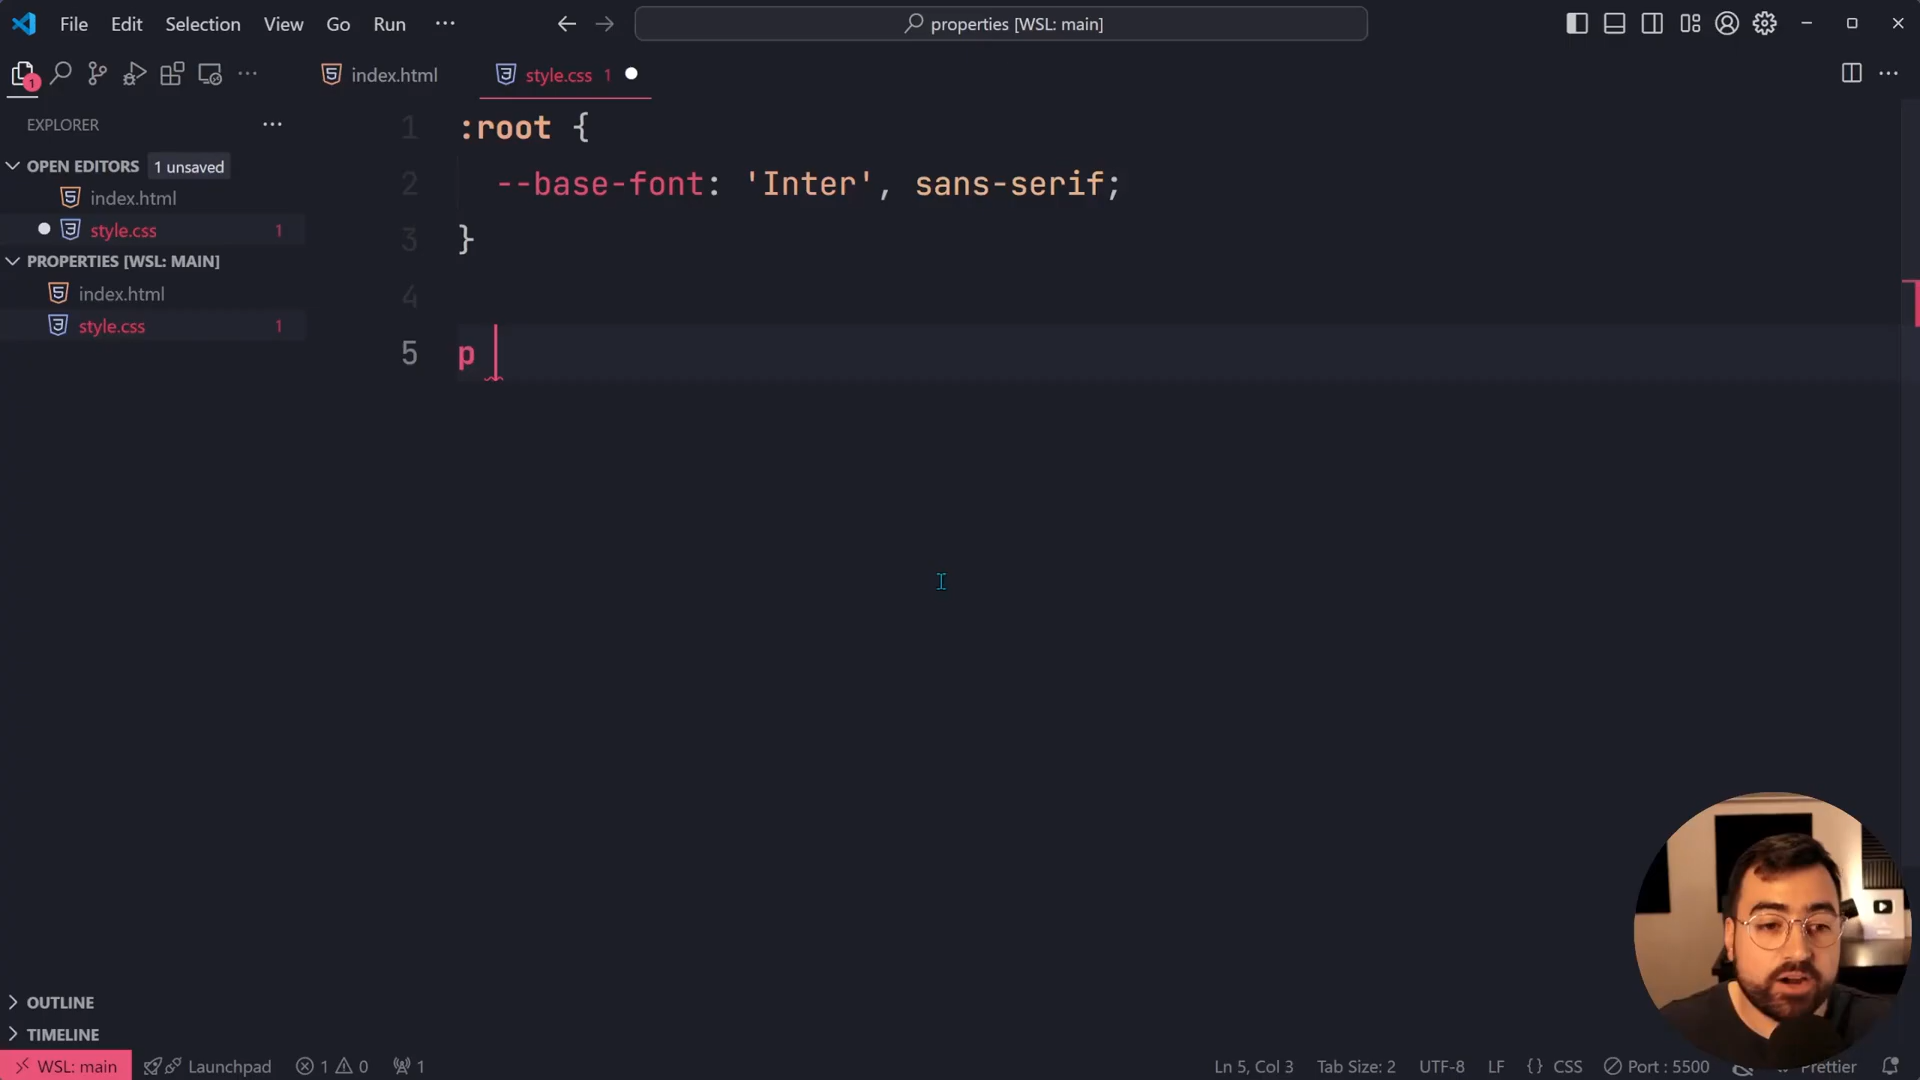 File Edit Selection View Go Run ···
properties [WSL: main]
1
index.html
style.css 1
EXPLORER
OPEN EDITORS 1 unsaved
index.html
style.css 1
PROPERTIES [WSL: MAIN]
index.html
style.css 1
1 :root {
2 --base-font: 'Inter', sans-serif;
3 }
4
5 p
OUTLINE
TIMELINE
WSL: main Launchpad 1 0 1 Ln 5, Col 3 Tab Size: 2 UTF-8 LF {} CSS Port : 5500 Prettier